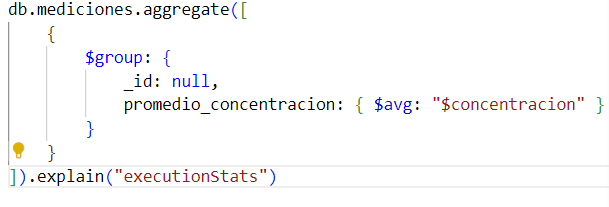 db.mediciones.aggregate([
    {
        $group: {
            _id: null,
            promedio_concentracion: { $avg: "$concentracion" }
        }
    }
]).explain("executionStats")